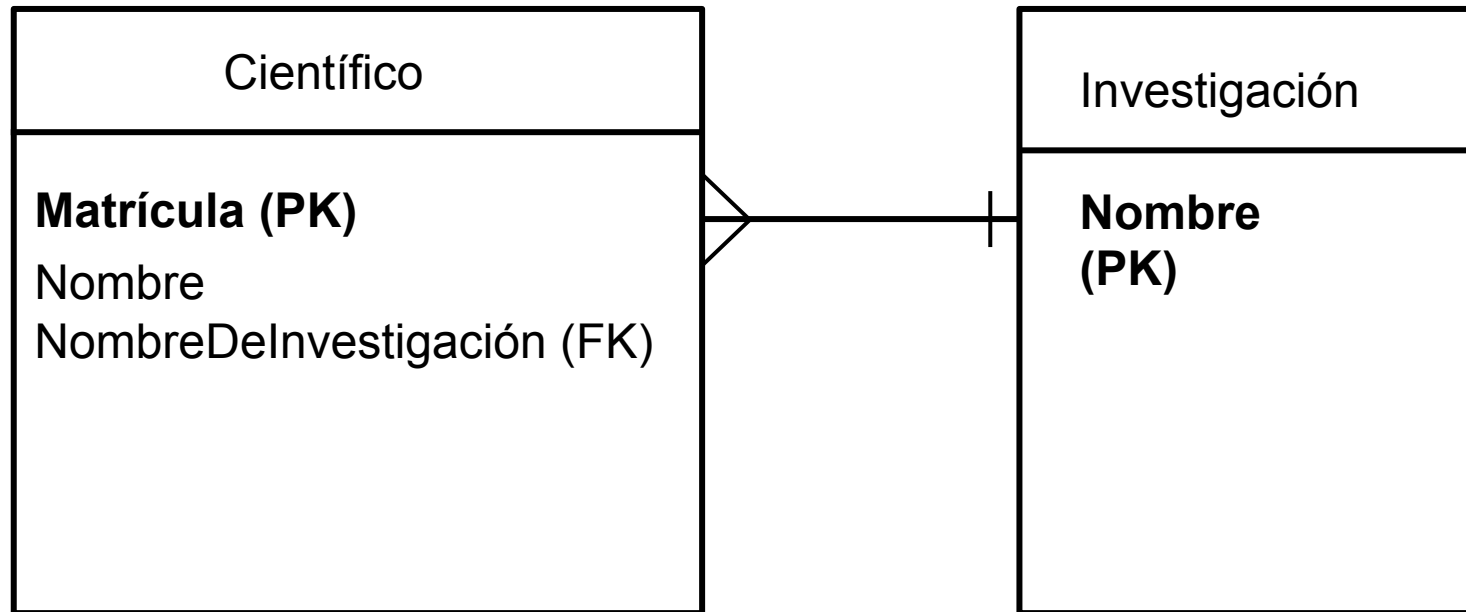 Científico
Matrícula (PK)
Nombre
NombreDeInvestigación (FK)
Investigación
Nombre
(PK)